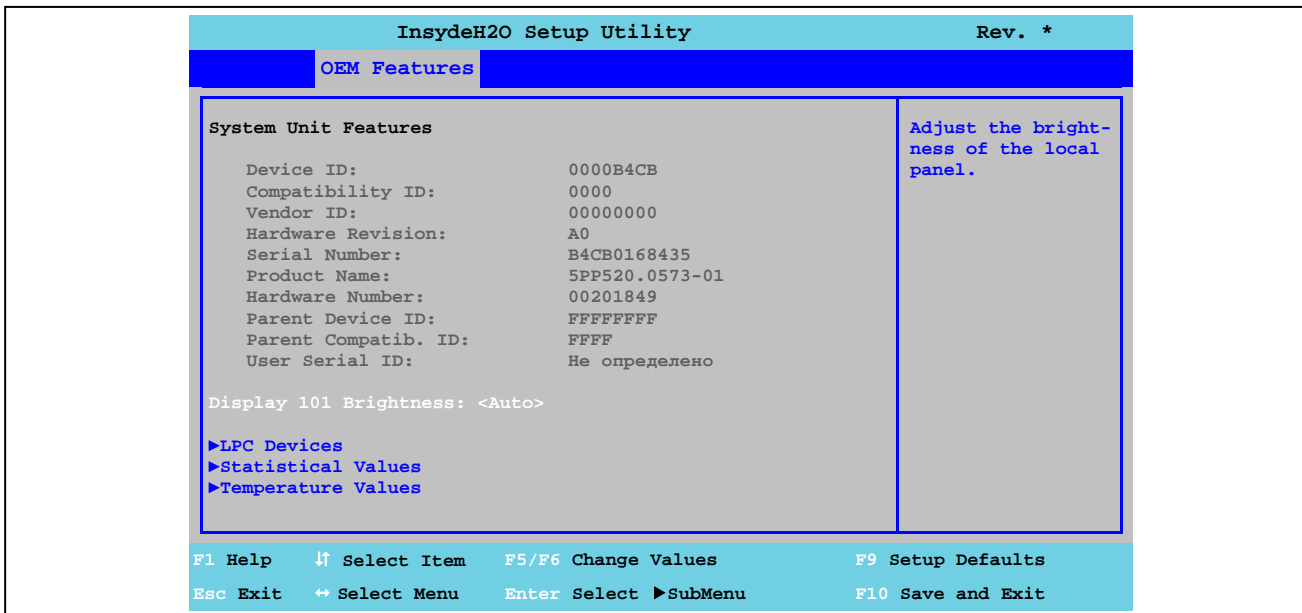 InsydeH2O Setup Utility Rev. *
OEM Features
System Unit Features
Adjust the bright-
ness of the local
panel.
Device ID: 0000B4CB
Compatibility ID: 0000
Vendor ID: 00000000
Hardware Revision: A0
Serial Number: B4CB0168435
Product Name: 5PP520.0573-01
Hardware Number: 00201849
Parent Device ID: FFFFFFFF
Parent Compatib. ID: FFFF
User Serial ID: Не определено
Display 101 Brightness: <Auto>
►LPC Devices
►Statistical Values
►Temperature Values
F1 Help ↓↑ Select Item F5/F6 Change Values F9 Setup Defaults
Esc Exit ↔ Select Menu Enter Select ►SubMenu F10 Save and Exit